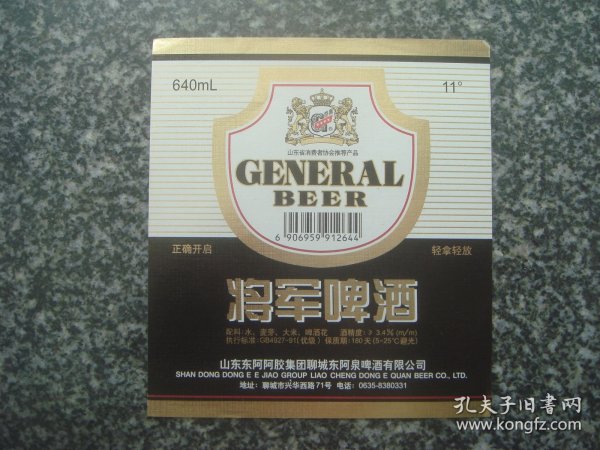 640mL
11°
山东省消费者协会推荐产品
GENERAL
BEER
6 906959 912644
正确开启
轻拿轻放
将军啤酒
配料:水、麦芽、大米、啤酒花 酒精度:≥3.4%(m/m)
执行标准:GB4927-91(优级) 保质期:180天(5-25℃避光)
山东东阿阿胶集团聊城东阿泉啤酒有限公司
SHAN DONG DONG E E JIAO GROUP LIAO CHENG DONG E QUAN BEER CO., LTD.
地址: 聊城市兴华西路71号 电话: 0635-8380331
孔夫子旧书网
www.kongfz.com